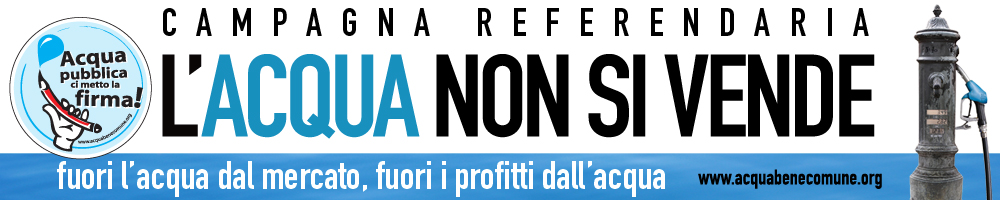 CAMPAGNA REFERENDARIA
L'ACQUA NON SI VENDE
Acqua
pubblica
ci metto la
firma!
www.acquabenecomune.org
fuori l'acqua dal mercato, fuori i profitti dall'acqua
www.acquabenecomune.org